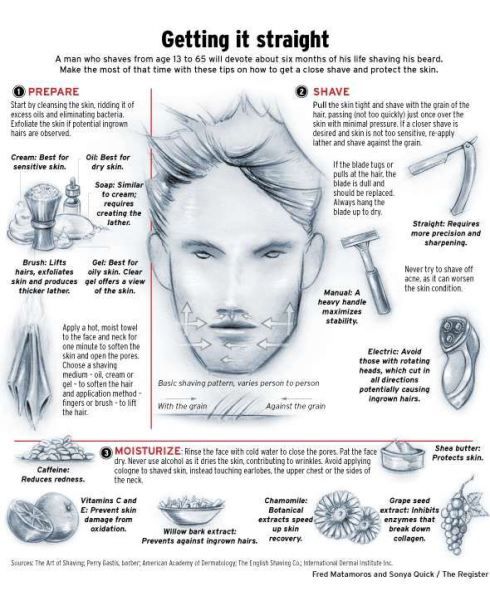 Getting it straight
A man who shaves from age 13 to 65 will devote about six months of his life shaving his beard.
Make the most of that time with these tips on how to get a close shave and protect the skin.
1 PREPARE
Start by cleansing the skin, ridding it of
excess oils and eliminating bacteria.
Exfoliate the skin if potential ingrown
hairs are observed.
Cream: Best for
sensitive skin.
Oil: Best for
dry skin.
Soap: Similar
to cream;
requires
creating the
lather.
Brush: Lifts
hairs, exfoliates
skin and produces
thicker lather.
Gel: Best for
oily skin. Clear
gel offers a view
of the skin.
Apply a hot, moist towel
to the face and neck for
one minute to soften the
skin and open the pores.
Choose a shaving
medium - oil, cream or
gel - to soften the hair
and application method -
fingers or brush - to lift
the hair.
2 SHAVE
Pull the skin tight and shave with the grain of the
hair, passing (not too quickly) just once over the
skin with minimal pressure. If a closer shave is
desired and skin is not too sensitive, re-apply
lather and shave against the grain.
If the blade tugs or
pulls at the hair, the
blade is dull and
should be replaced.
Always hang the
blade up to dry.
Straight: Requires
more precision and
sharpening.
Manual: A
heavy handle
maximizes
stability.
Never try to shave off
acne, as it can worsen
the skin condition.
Electric: Avoid
those with rotating
heads, which cut in
all directions
potentially causing
ingrown hairs.
Basic shaving pattern, varies person to person
With the grain
Against the grain
3 MOISTURIZE: Rinse the face with cold water to close the pores. Pat the face
dry. Never use alcohol as it dries the skin, contributing to wrinkles. Avoid applying
cologne to shaved skin, instead touching earlobes, the upper chest or the sides of
the neck.
Caffeine:
Reduces redness.
Shea butter:
Protects skin.
Vitamins C and
E: Prevent skin
damage from
oxidation.
Willow bark extract:
Prevents against ingrown hairs.
Chamomile:
Botanical
extracts speed
up skin
recovery.
Grape seed
extract: Inhibits
enzymes that
break down
collagen.
Sources: The Art of Shaving; Perry Gastis, barber; American Academy of Dermatology; The English Shaving Co.; International Dermal Institute Inc.
Fred Matamoros and Sonya Quick / The Register